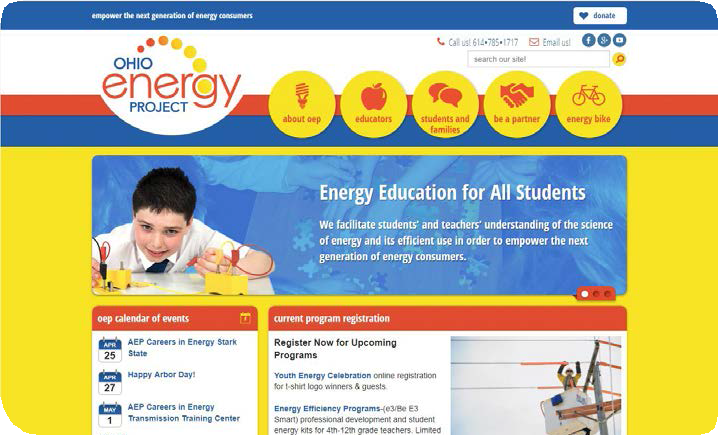 empower the next generation of energy consumers
donate
Call us! 614•785•1717
Email us!
search our site!
OHIO
energy
PROJECT
about oep
educators
students and
families
be a partner
energy bike
Energy Education for All Students
We facilitate students' and teachers' understanding of the science
of energy and its efficient use in order to empower the next
generation of energy consumers.
oep calendar of events
APR
25
AEP Careers in Energy Stark
State
APR
27
Happy Arbor Day!
MAY
1
AEP Careers in Energy
Transmission Training Center
current program registration
Register Now for Upcoming
Programs
Youth Energy Celebration online registration
for t-shirt logo winners & guests.
Energy Efficiency Programs-(e3/Be E3
Smart) professional development and student
energy kits for 4th-12th grade teachers. Limited